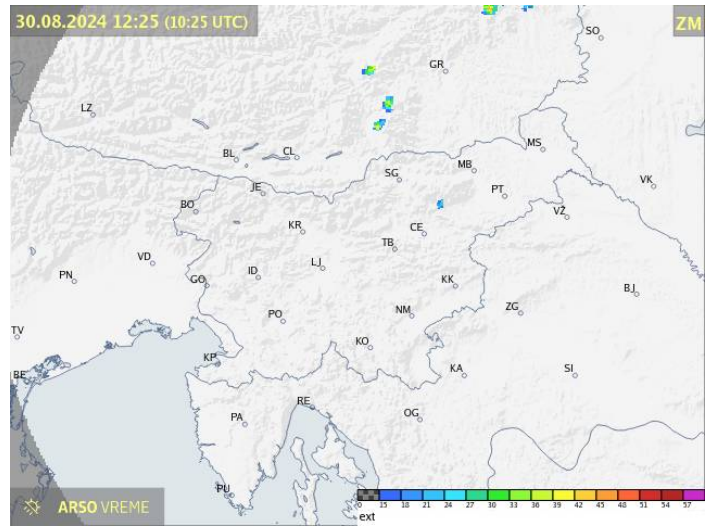 30.08.2024 12:25 (10:25 UTC)
ZM
SO
GR
LZ
MS
BL
CL
MB
SG
VK
JE
PT
BO
VŽ
KR
CE
TB
VD
LJ
PN
ID
GO
KK
BJ
PO
NM
ZG
TV
KO
KP
KA
SI
BE
RE
PA
OG
PU
ARSO VREME
0 15 18 21 24 27 30 33 36 39 42 45 48 51 54 57
ext